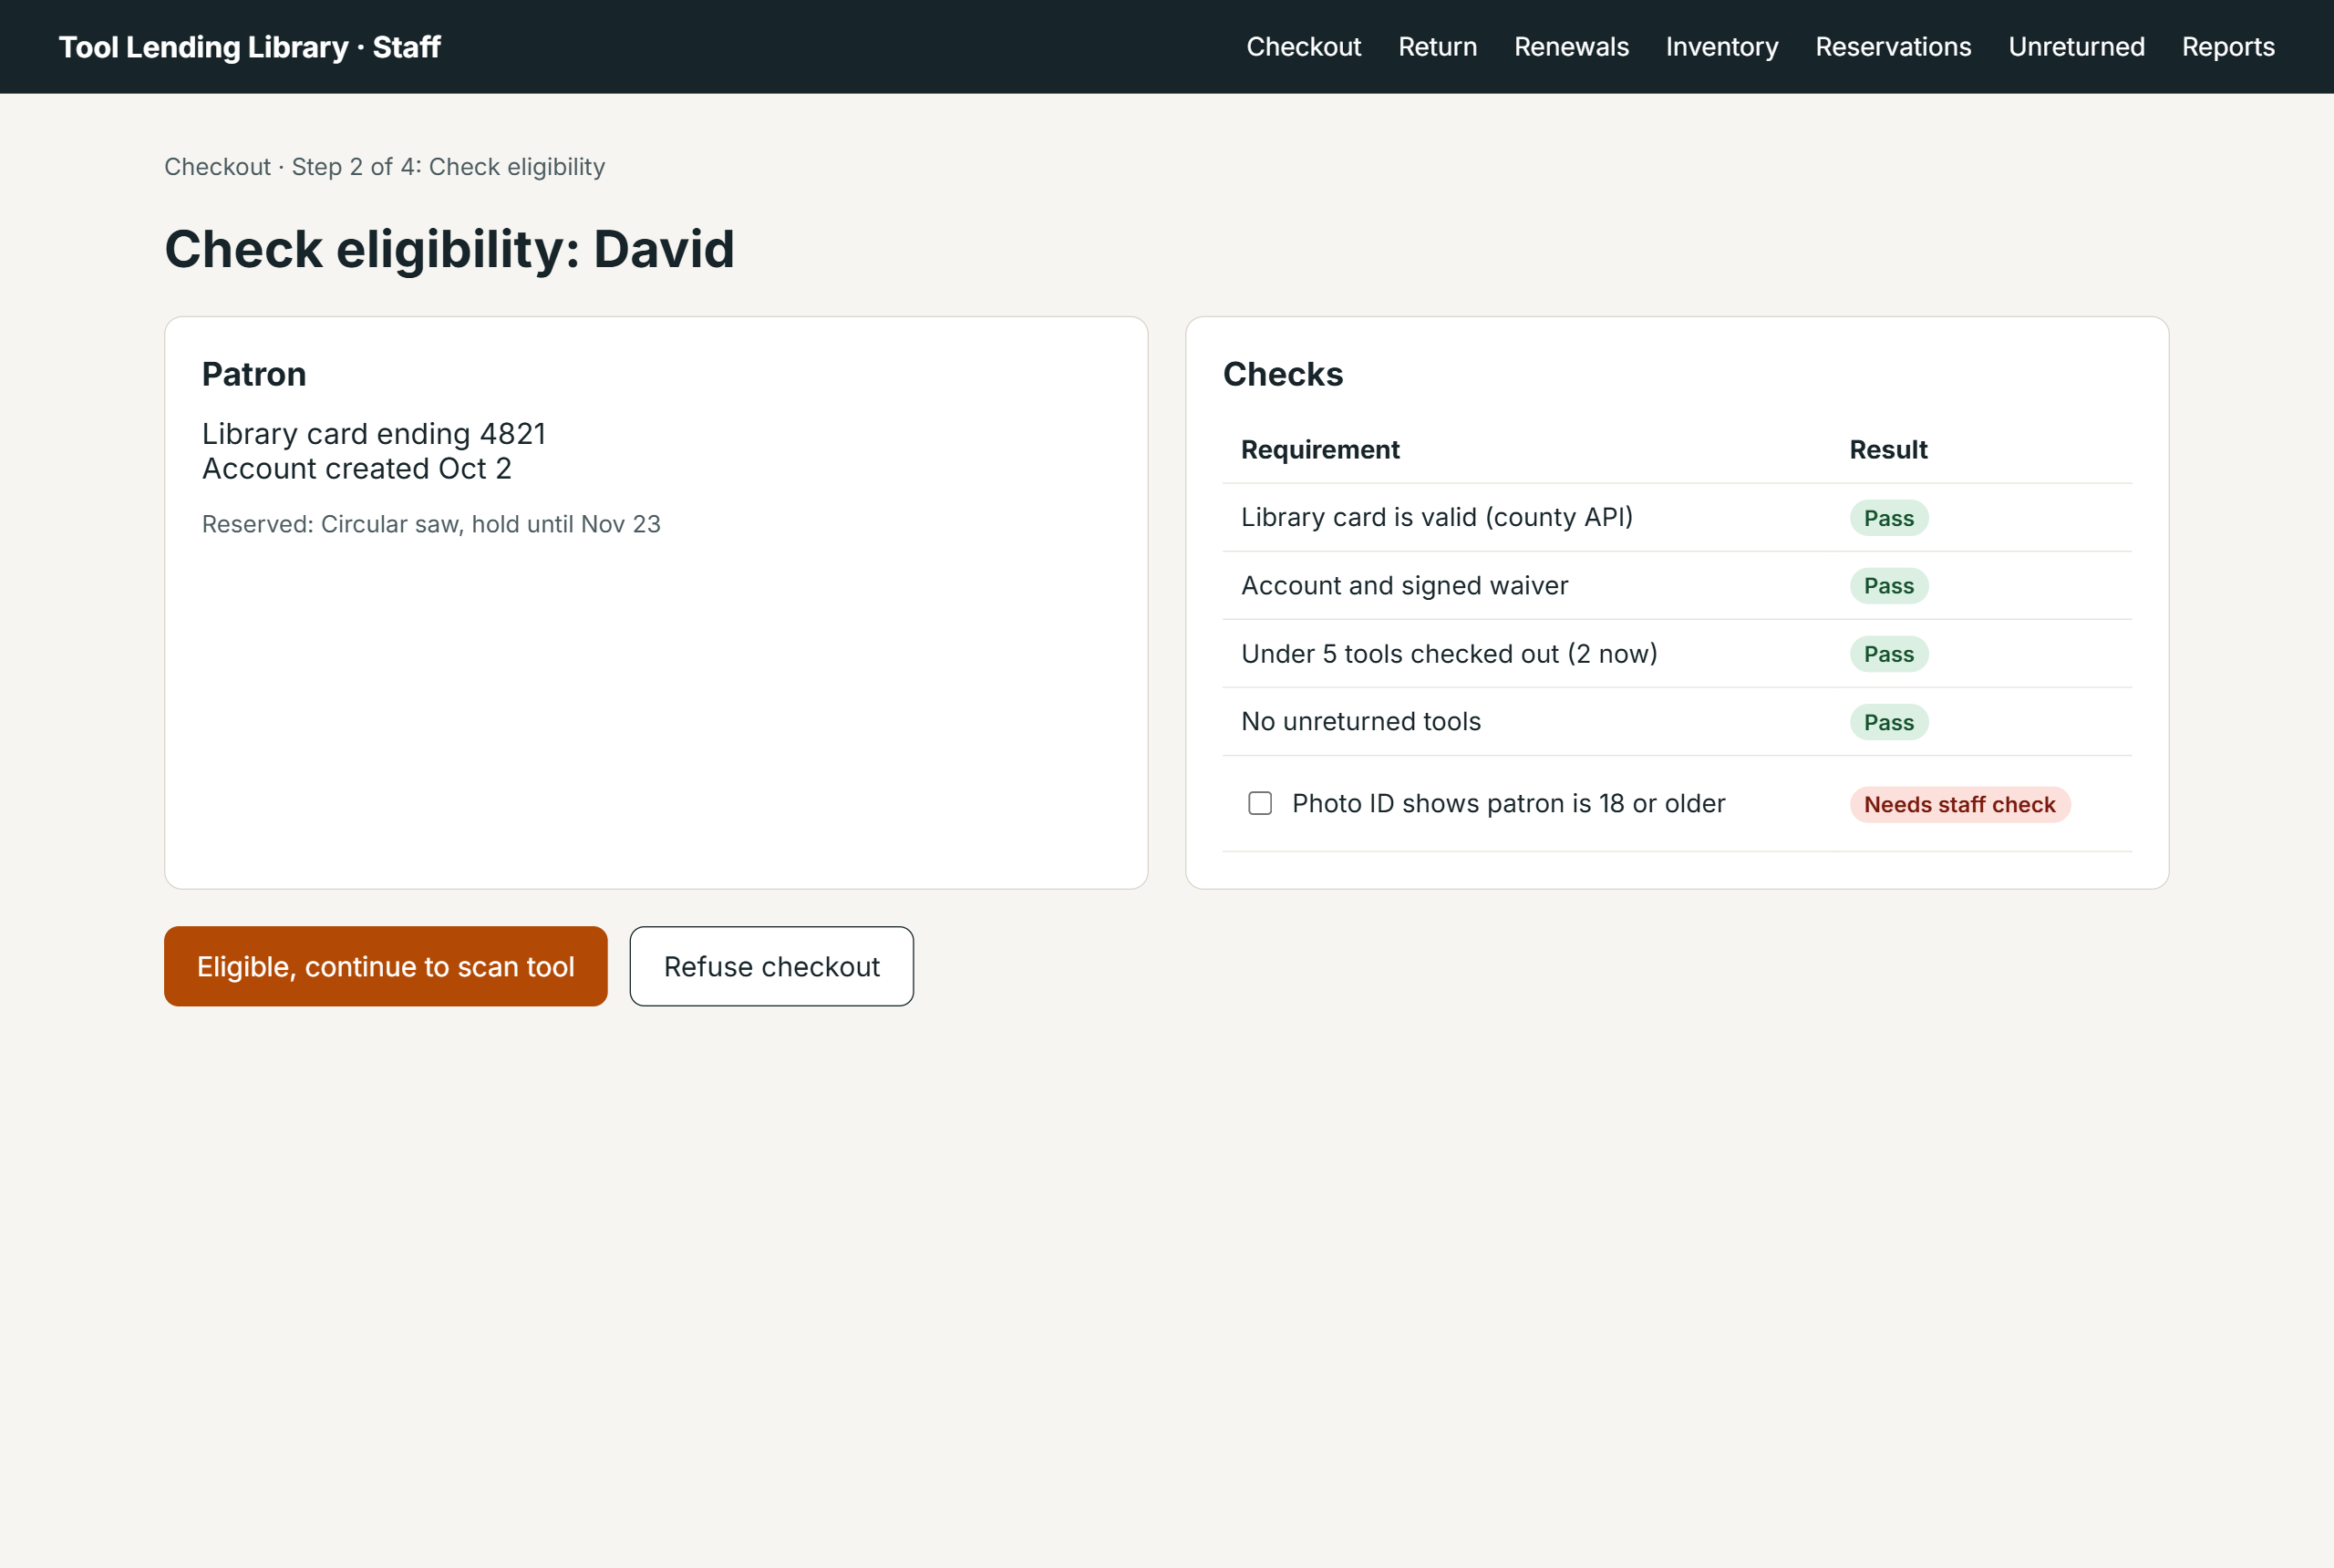 Tool Lending Library · Staff
Checkout Return Renewals Inventory Reservations Unreturned Reports
Checkout · Step 2 of 4: Check eligibility
Check eligibility: David
Patron
Library card ending 4821
Account created Oct 2
Reserved: Circular saw, hold until Nov 23
Checks
Requirement Result
Library card is valid (county API) Pass
Account and signed waiver Pass
Under 5 tools checked out (2 now) Pass
No unreturned tools Pass
Photo ID shows patron is 18 or older Needs staff check
Eligible, continue to scan tool
Refuse checkout